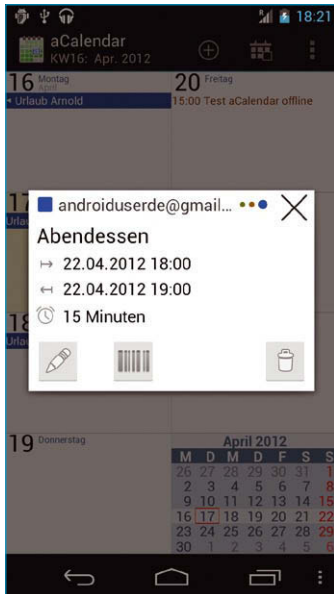 R
18:21
aCalendar
KW16: Apr. 2012
16 Montag
April
Urlaub Arnold
20 Freitag
15:00 Test aCalendar offline
17
androiduserde@gmail...
Abendessen
22.04.2012 18:00
22.04.2012 19:00
15 Minuten
18
19 Donnerstag
April 2012
M D M D F S S
26 27 28 29 30 31 1
2 3 4 5 6 7 8
9 10 11 12 13 14 15
16 17 18 19 20 21 22
23 24 25 26 27 28 29
30 1 2 3 4 5 6